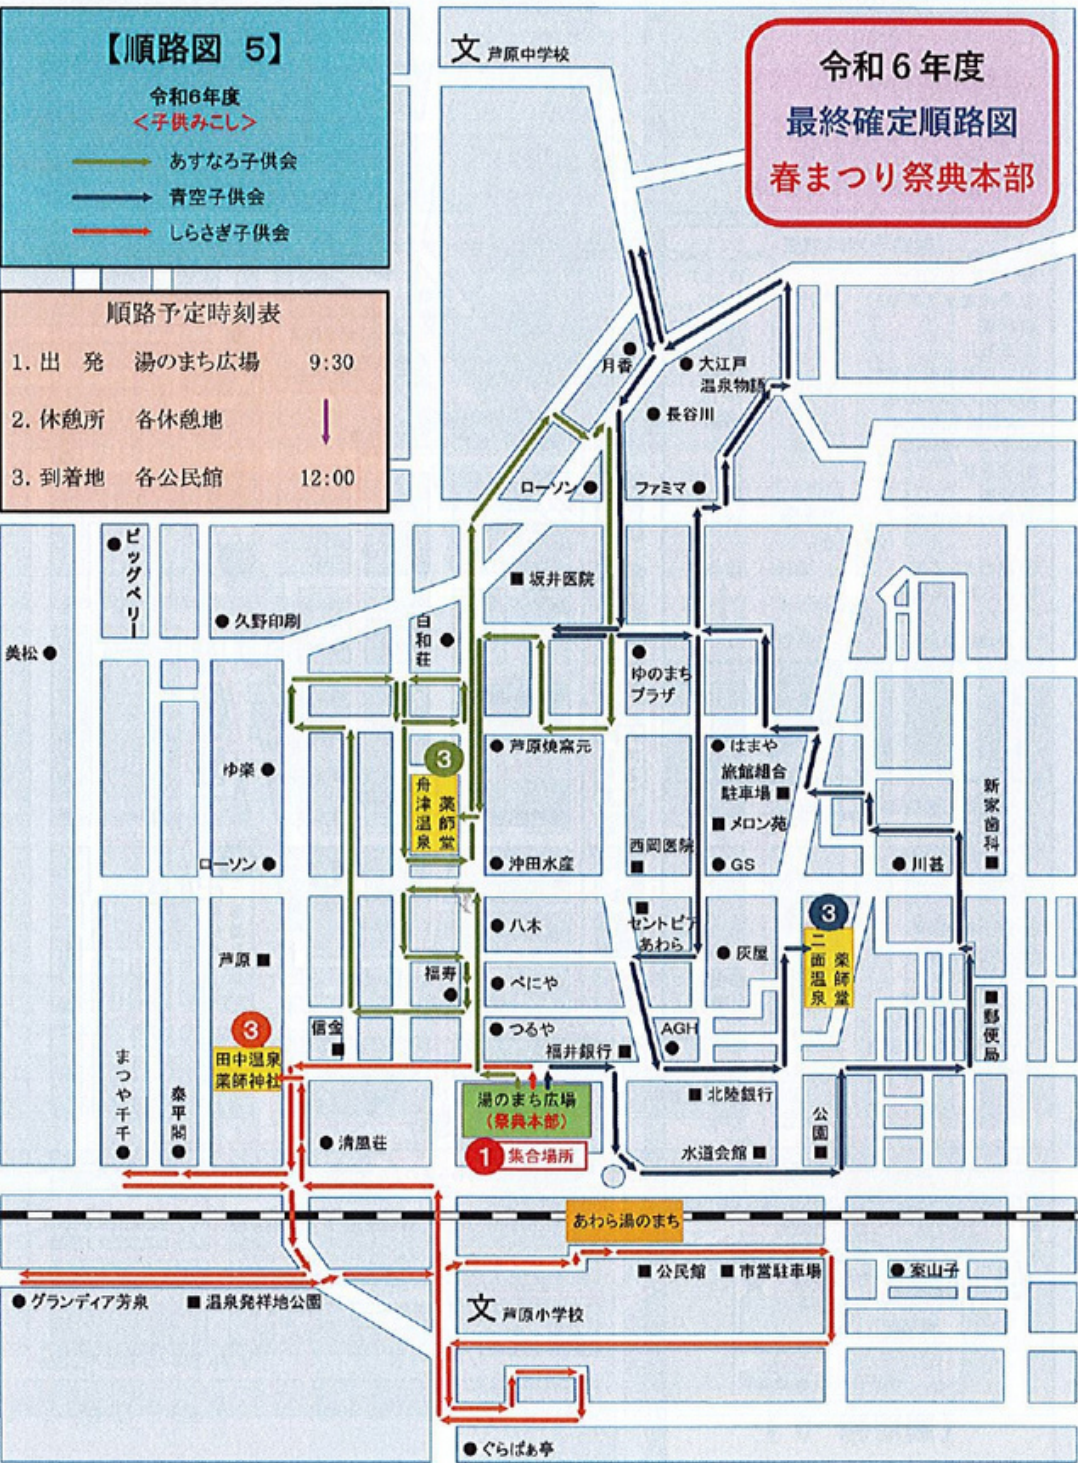 【順路図 5】
令和6年度
<子供みこし>
あすなろ子供会
青空子供会
しらさぎ子供会
令和6年度
最終確定順路図
春まつり祭典本部
順路予定時刻表
1. 出 発 湯のまち広場 9:30
2. 休憩所 各休憩地
3. 到着地 各公民館 12:00
文 芦原中学校
月香
大江戸
温泉物語
長谷川
ローソン
ファミマ
ビッグベリー
坂井医院
久野印刷
白和荘
美松
ゆのまち
プラザ
芦原焼窯元
はまや
旅館組合
駐車場
メロン苑
GS
新家歯科
ゆ楽
3
舟津温泉
薬師堂
西岡医院
ローソン
沖田水産
川甚
八木
セントピア
あわら
灰屋
3
二面温泉
薬師堂
芦原
福寿
べにや
つるや
信金
福井銀行
AGH
郵便局
3
田中温泉
薬師神社
まつや千千
泰平閣
清風荘
湯のまち広場
(祭典本部)
1 集合場所
北陸銀行
水道会館
公園
あわら湯のまち
公民館
市営駐車場
案山子
グランディア芳泉
温泉発祥地公園
文 芦原小学校
ぐらばぁ亭